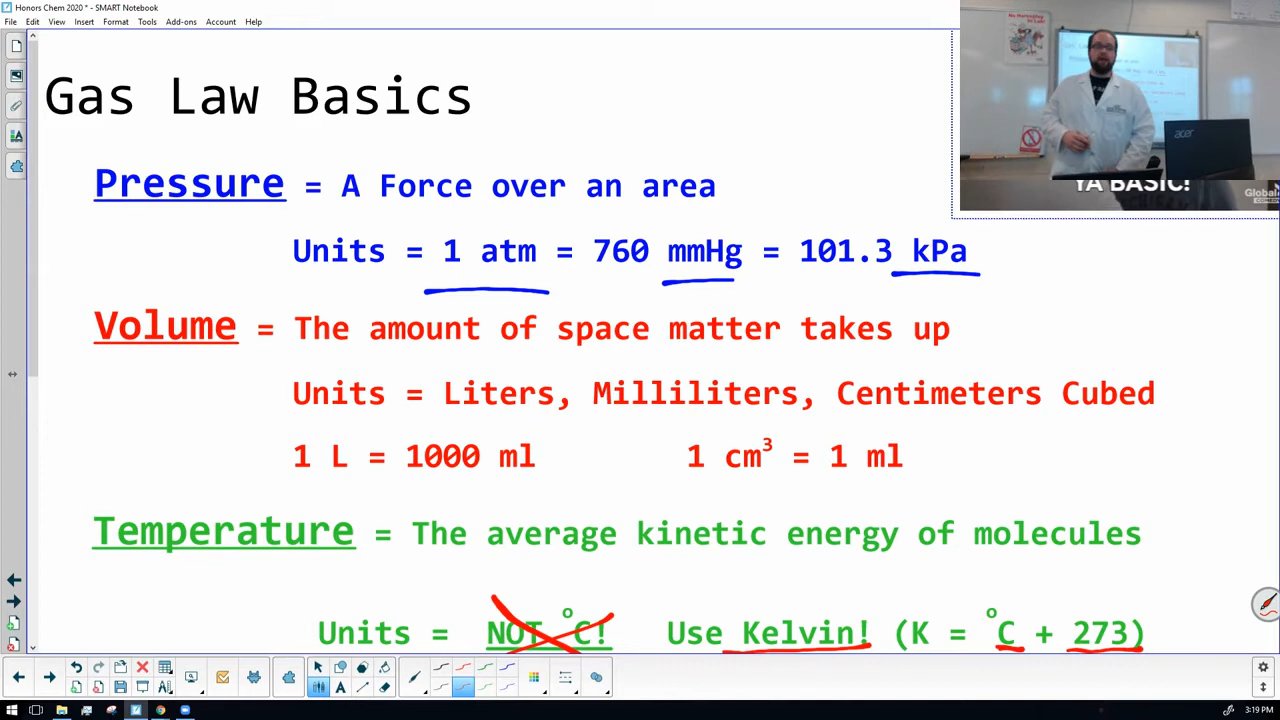 Honors Chem 2020 * - SMART Notebook
File Edit View Insert Format Tools Add-ons Account Help
Gas Law Basics
Pressure = A Force over an area
Units = 1 atm = 760 mmHg = 101.3 kPa
Volume = The amount of space matter takes up
Units = Liters, Milliliters, Centimeters Cubed
1 L = 1000 ml 1 cm³ = 1 ml
Temperature = The average kinetic energy of molecules
Units = NOT °C! Use Kelvin! (K = °C + 273)
acer
YA BASIC!
Global
3:19 PM